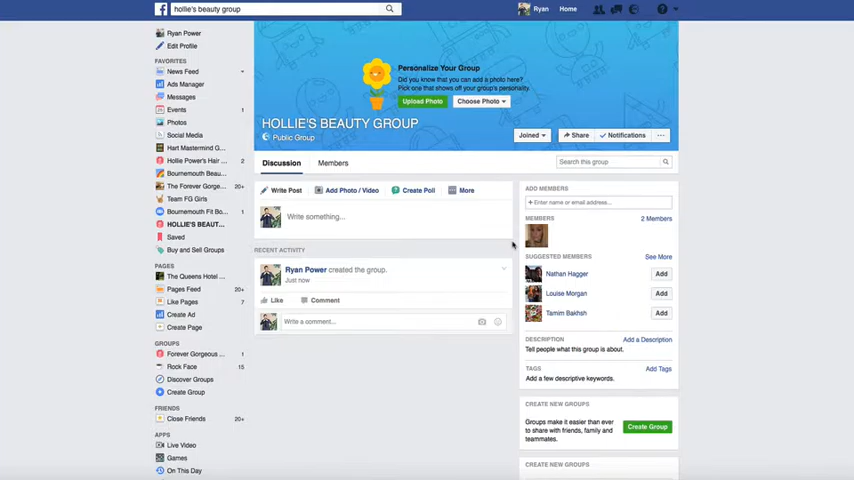 hollie's beauty group
Ryan Home
Ryan Power
Edit Profile
FAVORITES
News Feed
Ads Manager
Messages
Events 1
Photos
Social Media
Hart Mermmond G...
Hollie Power's Hair ... 2
Bournemouth Beau...
The Forever Gorge... 20+
Team FG Girls
Bournemouth Fit Bo... 1
HOLLIE'S BEAUT...
Saved
Buy and Sell Groups
PAGES
The Queens Hotel ...
Pages Feed 20+
Like Pages 7
Create Ad
Create Page
GROUPS
Forever Gorgeous ... 1
Rock Face 15
Discover Groups
Create Group
FRIENDS
Close Friends 20+
APPS
Live Video
Games
On This Day
Personalize Your Group
Did you know that you can add a photo here?
Pick one that shows off your group's personality.
Upload Photo Choose Photo
HOLLIE'S BEAUTY GROUP
Public Group
Joined Share Notifications ...
Discussion Members Search this group
Write Post Add Photo / Video Create Poll More
Write something...
RECENT ACTIVITY
Ryan Power created the group.
Just now
Like Comment
Write a comment...
ADD MEMBERS
+ Enter name or email address...
MEMBERS 2 Members
SUGGESTED MEMBERS See More
Nathan Hagger Add
Louise Morgan Add
Tamim Bakhsh Add
DESCRIPTION Add a Description
Tell people what this group is about.
TAGS Add Tags
Add a few descriptive keywords.
CREATE NEW GROUPS
Groups make it easier than ever
to share with friends, family and
teammates.
Create Group
CREATE NEW GROUPS